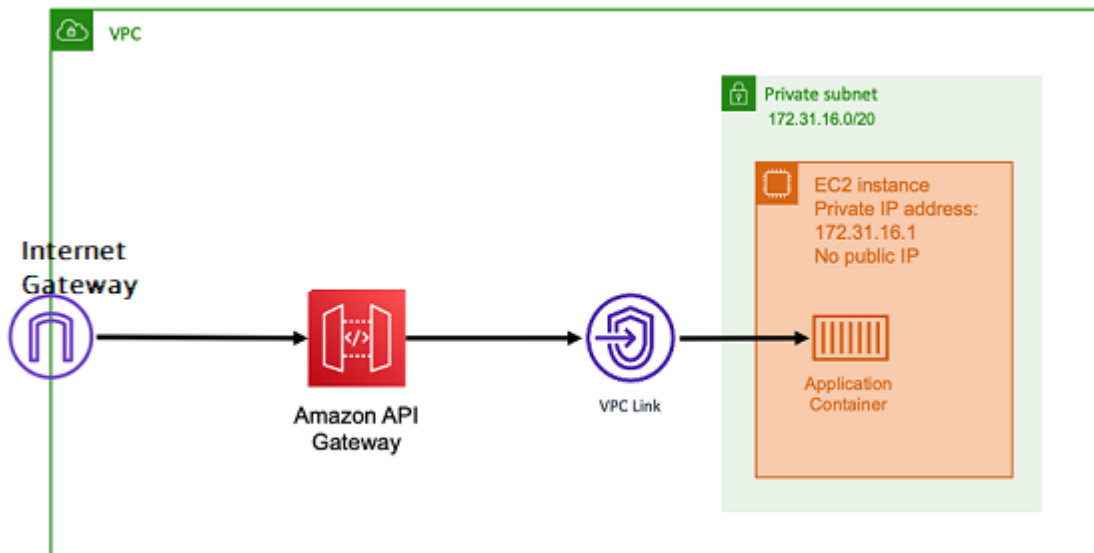 VPC
Private subnet
172.31.16.0/20
EC2 instance
Private IP address:
172.31.16.1
No public IP
Internet
Gateway
</>
Amazon API
Gateway
VPC Link
Application
Container